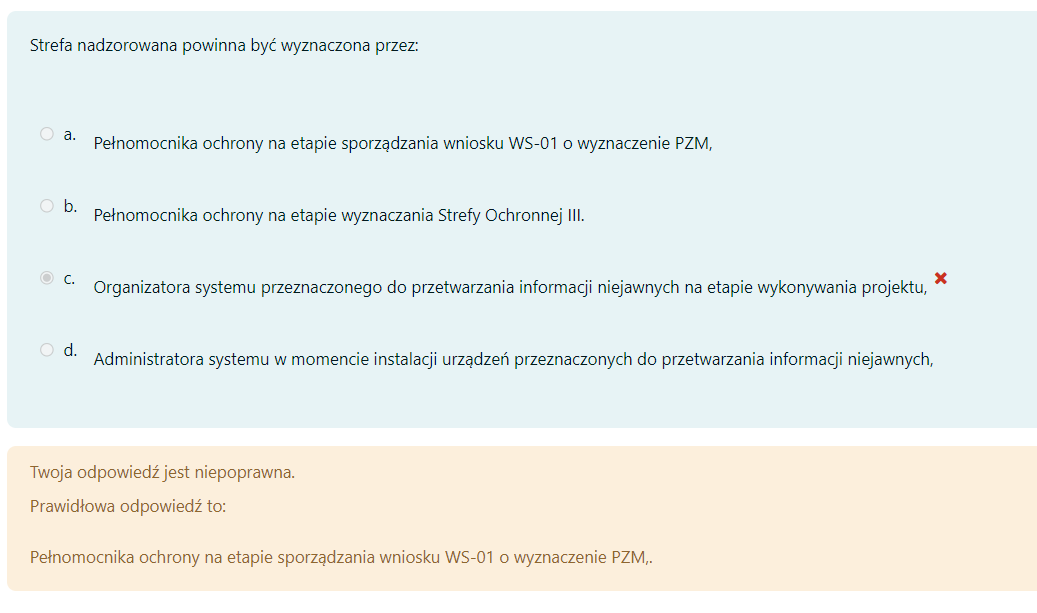 Strefa nadzorowana powinna być wyznaczona przez:
a. Pełnomocnika ochrony na etapie sporządzania wniosku WS-01 o wyznaczenie PZM,
b. Pełnomocnika ochrony na etapie wyznaczania Strefy Ochronnej III.
c. Organizatora systemu przeznaczonego do przetwarzania informacji niejawnych na etapie wykonywania projektu,
d. Administratora systemu w momencie instalacji urządzeń przeznaczonych do przetwarzania informacji niejawnych,
Twoja odpowiedź jest niepoprawna.
Prawidłowa odpowiedź to:
Pełnomocnika ochrony na etapie sporządzania wniosku WS-01 o wyznaczenie PZM,.